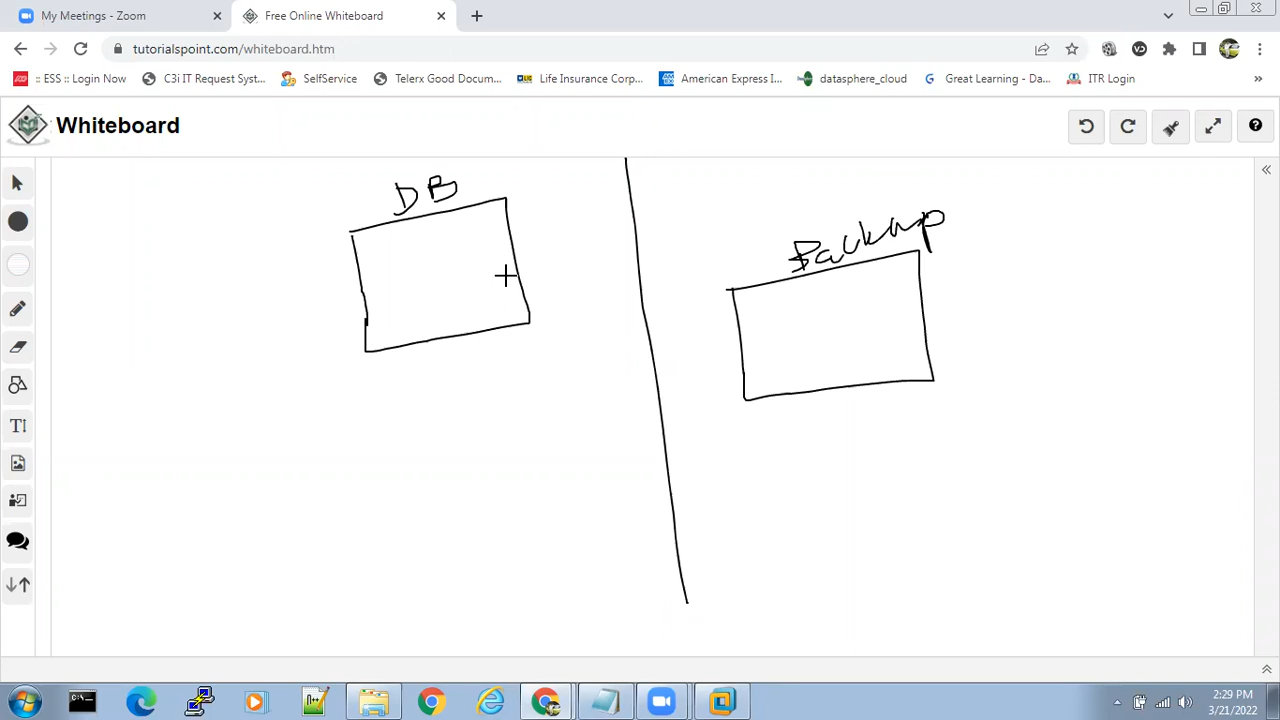 My Meetings - Zoom
Free Online Whiteboard
tutorialspoint.com/whiteboard.htm
:: ESS :: Login Now
C3i IT Request Syst...
SelfService
Telerx Good Docum...
Life Insurance Corp...
American Express I...
datasphere_cloud
Great Learning - Da...
ITR Login
»
Whiteboard
DB
Backup
2:29 PM
3/21/2022